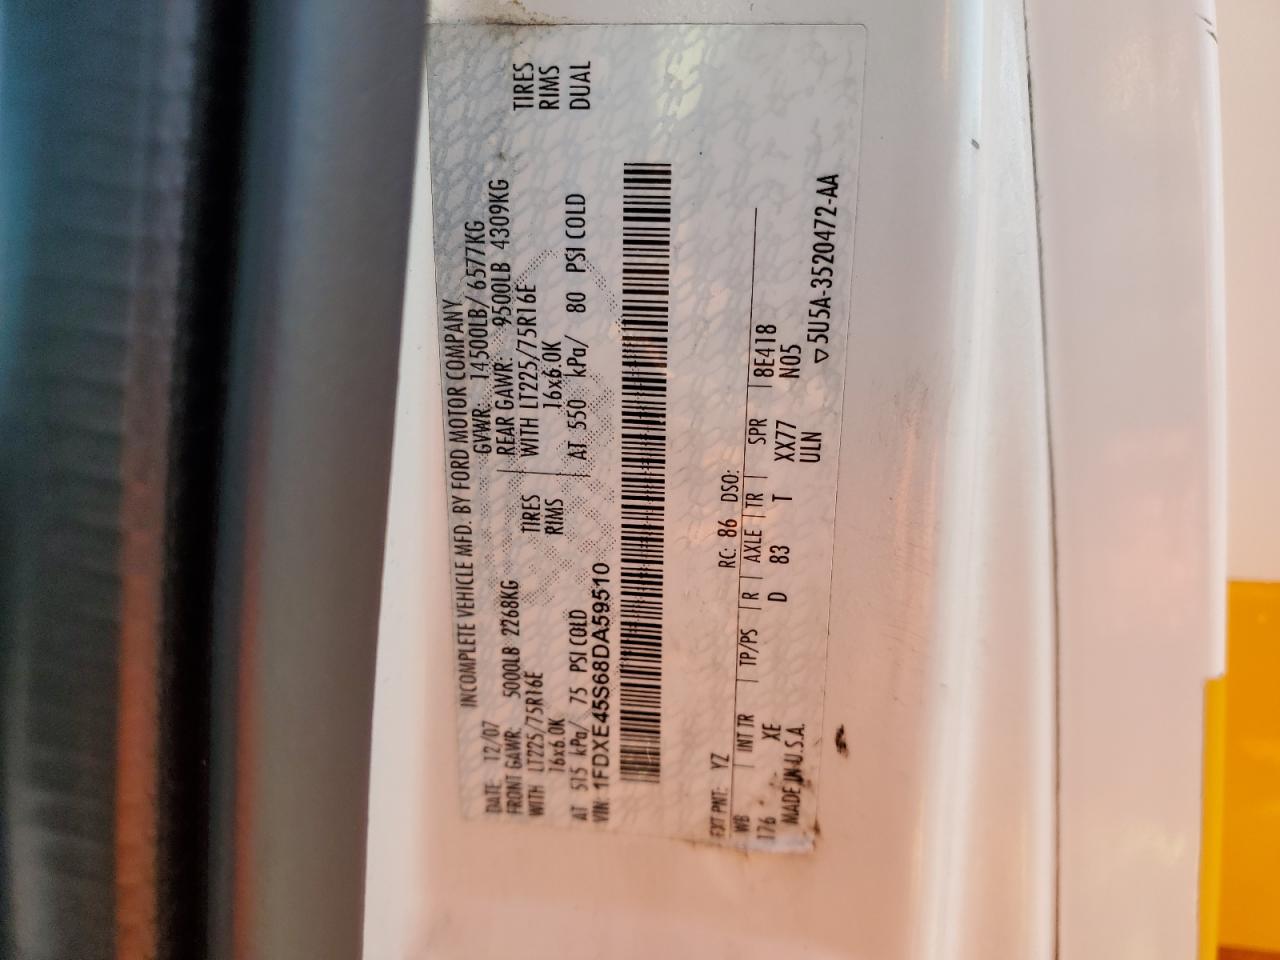 INCOMPLETE VEHICLE MFD. BY FORD MOTOR COMPANY
DATE: 12/07 GVWR: 14500LB/ 6577KG
FRONT GAWR: 5000LB 2268KG REAR GAWR: 9500LB 4309KG
WITH LT225/75R16E TIRES WITH LT225/75R16E TIRES
16x6.0K RIMS 16x6.0K RIMS
AT 515 kPa/ 75 PSI COLD AT 550 kPa/ 80 PSI COLD DUAL
VIN: 1FDXE45S68DA59510
EXT PNT: YZ RC: 86 DSO:
WB INT TR TP/PS R AXLE TR SPR
176 XE D 83 T XX77 N05 18E418
MADE IN U.S.A. ULN
▽5U5A-3520472-AA